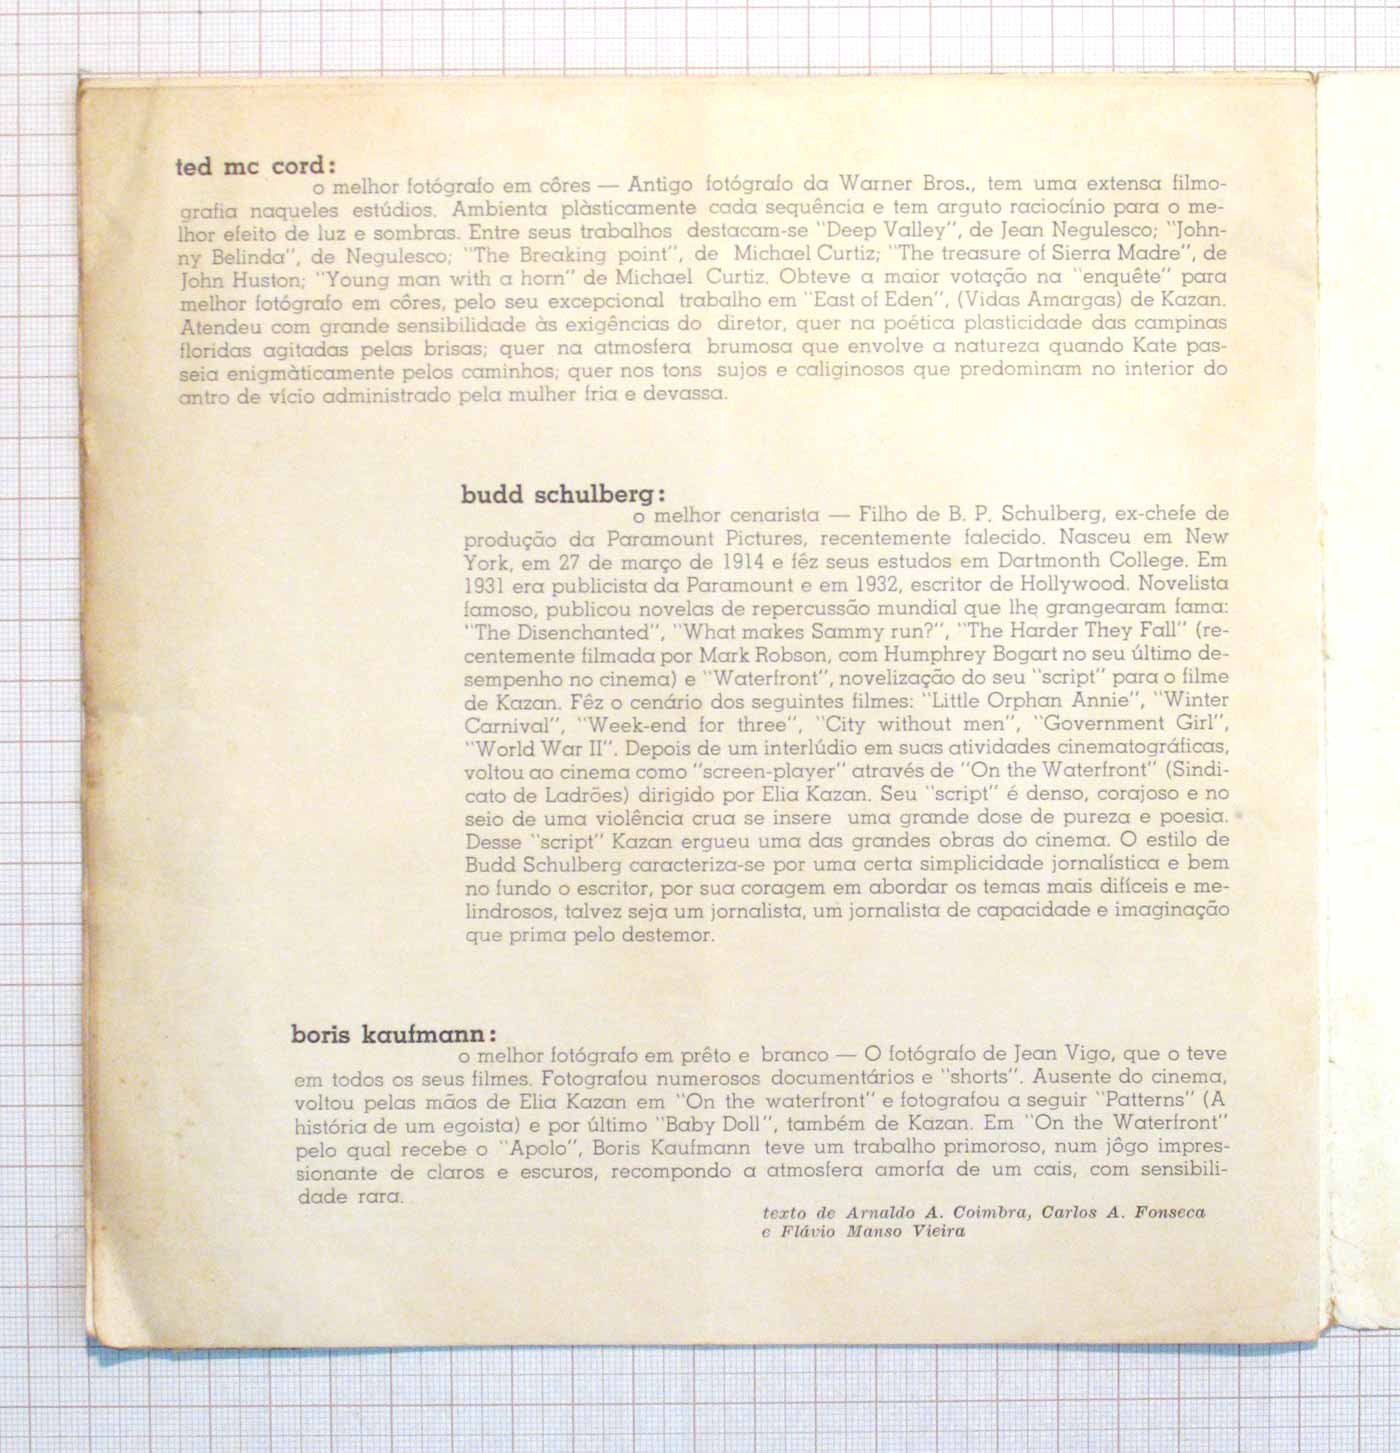 ted mc cord:
o melhor fotógrafo em côres — Antigo fotógrafo da Warner Bros., tem uma extensa filmo-
grafia naqueles estúdios. Ambienta plàsticamente cada sequência e tem arguto raciocínio para o me-
lhor efeito de luz e sombras. Entre seus trabalhos destacam-se "Deep Valley", de Jean Negulesco; "John-
ny Belinda", de Negulesco; "The Breaking point", de Michael Curtiz; "The treasure of Sierra Madre", de
John Huston; "Young man with a horn" de Michael Curtiz. Obteve a maior votação na "enquête" para
melhor fotógrafo em côres, pelo seu excepcional trabalho em "East of Eden", (Vidas Amargas) de Kazan.
Atendeu com grande sensibilidade às exigências do diretor, quer na poética plasticidade das campinas
floridas agitadas pelas brisas; quer na atmosfera brumosa que envolve a natureza quando Kate pas-
seia enigmàticamente pelos caminhos; quer nos tons sujos e caliginosos que predominam no interior do
antro de vício administrado pela mulher fria e devassa.
budd schulberg:
o melhor cenarista — Filho de B. P. Schulberg, ex-chefe de
produção da Paramount Pictures, recentemente falecido. Nasceu em New
York, em 27 de março de 1914 e fêz seus estudos em Dartmonth College. Em
1931 era publicista da Paramount e em 1932, escritor de Hollywood. Novelista
famoso, publicou novelas de repercussão mundial que lhe grangearam fama:
"The Disenchanted", "What makes Sammy run?", "The Harder They Fall" (re-
centemente filmada por Mark Robson, com Humphrey Bogart no seu último de-
sempenho no cinema) e "Waterfront", novelização do seu "script" para o filme
de Kazan. Fêz o cenário dos seguintes filmes: "Little Orphan Annie", "Winter
Carnival", "Week-end for three", "City without men", "Government Girl",
"World War II". Depois de um interlúdio em suas atividades cinematográficas,
voltou ao cinema como "screen-player" através de "On the Waterfront" (Sindi-
cato de Ladrões) dirigido por Elia Kazan. Seu "script" é denso, corajoso e no
seio de uma violência crua se insere uma grande dose de pureza e poesia.
Desse "script" Kazan ergueu uma das grandes obras do cinema. O estilo de
Budd Schulberg caracteriza-se por uma certa simplicidade jornalística e bem
no fundo o escritor, por sua coragem em abordar os temas mais difíceis e me-
lindrosos, talvez seja um jornalista, um jornalista de capacidade e imaginação
que prima pelo destemor.
boris kaufmann:
o melhor fotógrafo em prêto e branco — O fotógrafo de Jean Vigo, que o teve
em todos os seus filmes. Fotografou numerosos documentários e "shorts". Ausente do cinema,
voltou pelas mãos de Elia Kazan em "On the waterfront" e fotografou a seguir "Patterns" (A
história de um egoista) e por último "Baby Doll", também de Kazan. Em "On the Waterfront"
pelo qual recebe o "Apolo", Boris Kaufmann teve um trabalho primoroso, num jôgo impres-
sionante de claros e escuros, recompondo a atmosfera amorfa de um cais, com sensibili-
dade rara.
texto de Arnaldo A. Coimbra, Carlos A. Fonseca
e Flávio Manso Vieira